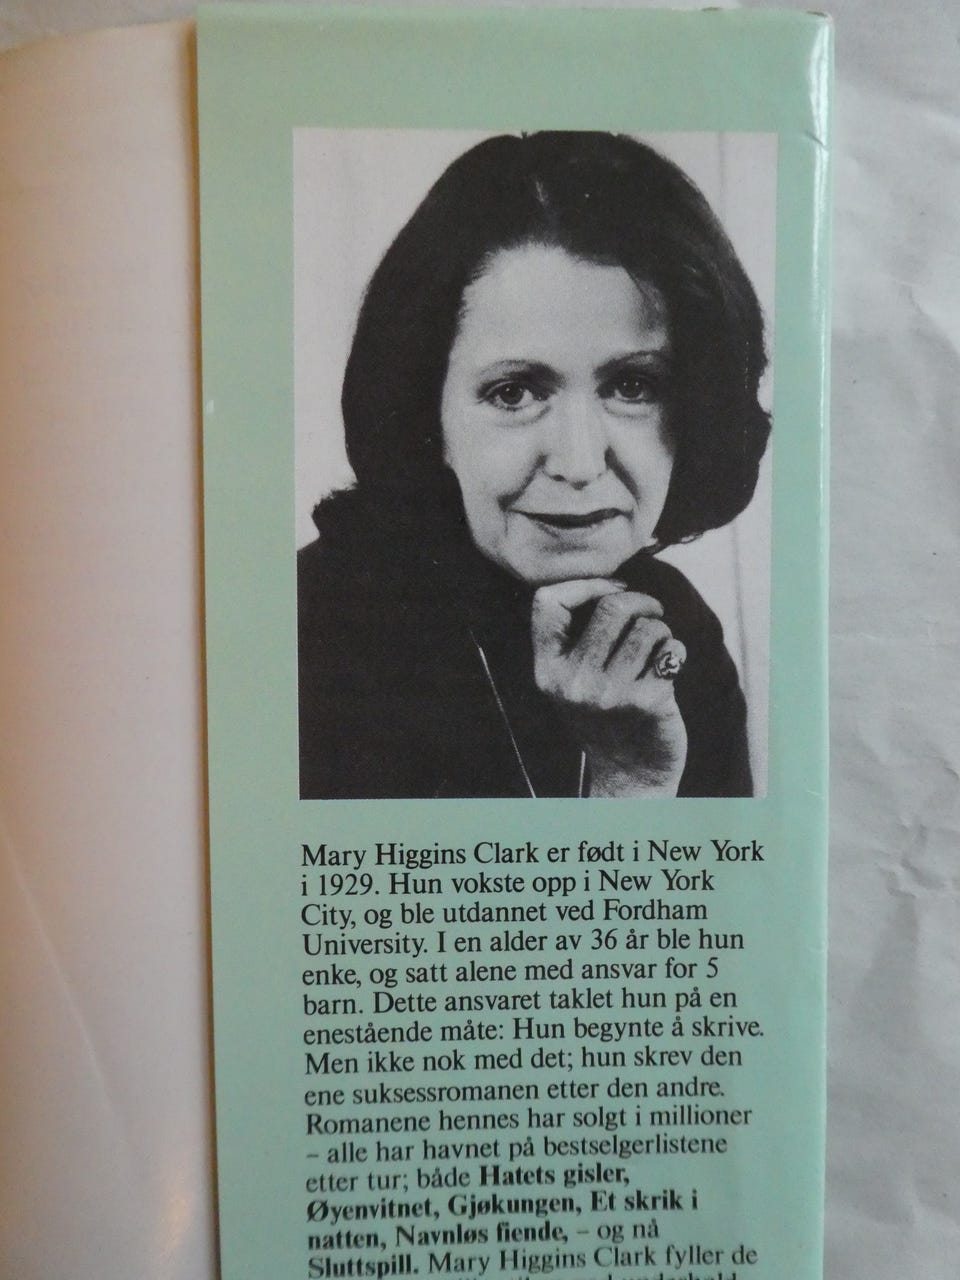 Mary Higgins Clark er født i New York
i 1929. Hun vokste opp i New York
City, og ble utdannet ved Fordham
University. I en alder av 36 år ble hun
enke, og satt alene med ansvar for 5
barn. Dette ansvaret taklet hun på en
enestående måte: Hun begynte å skrive.
Men ikke nok med det; hun skrev den
ene suksessromanen etter den andre.
Romanene hennes har solgt i millioner
– alle har havnet på bestselgerlistene
etter tur; både Hatets gisler,
Øyenvitnet, Gjøkungen, Et skrik i
natten, Navnløs fiende, – og nå
Sluttspill. Mary Higgins Clark fyller de